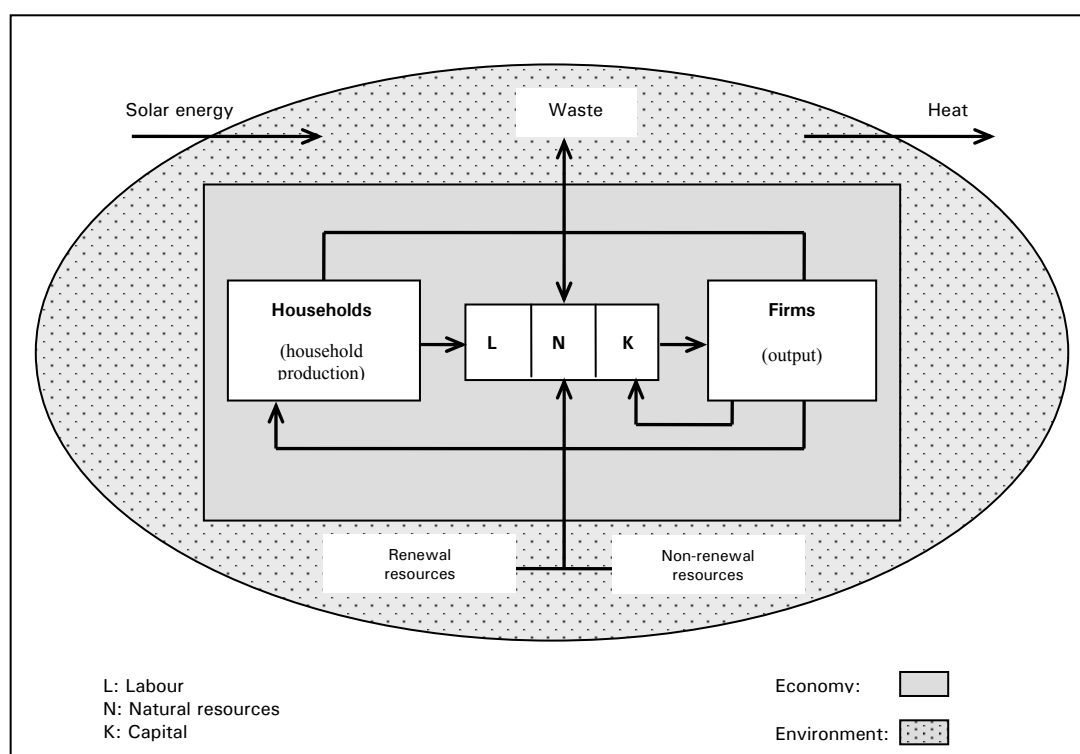 Solar energy
Waste
Heat
Households
(household
production)
L N K
Firms
(output)
Renewal
resources
Non-renewal
resources
L: Labour
N: Natural resources
K: Capital
Economy:
Environment: